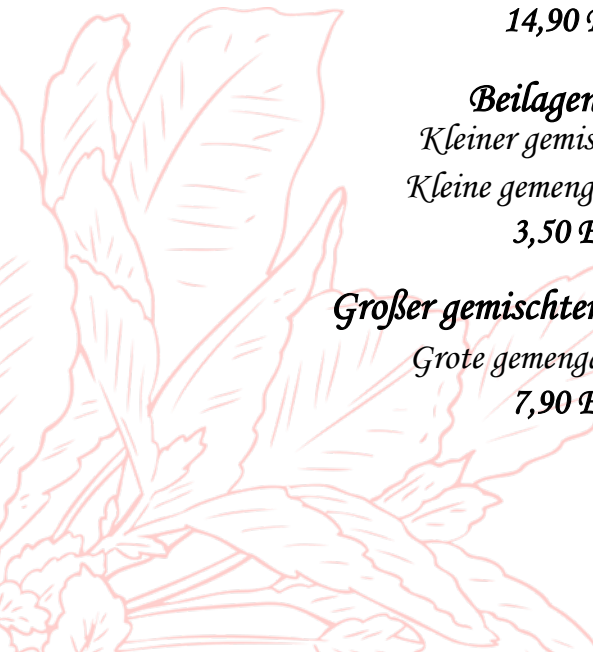 14,90
Beilagen
Kleiner gemis
Kleine gemeng
3,50 E
Großer gemischter
Grote gemeng
7,90 E